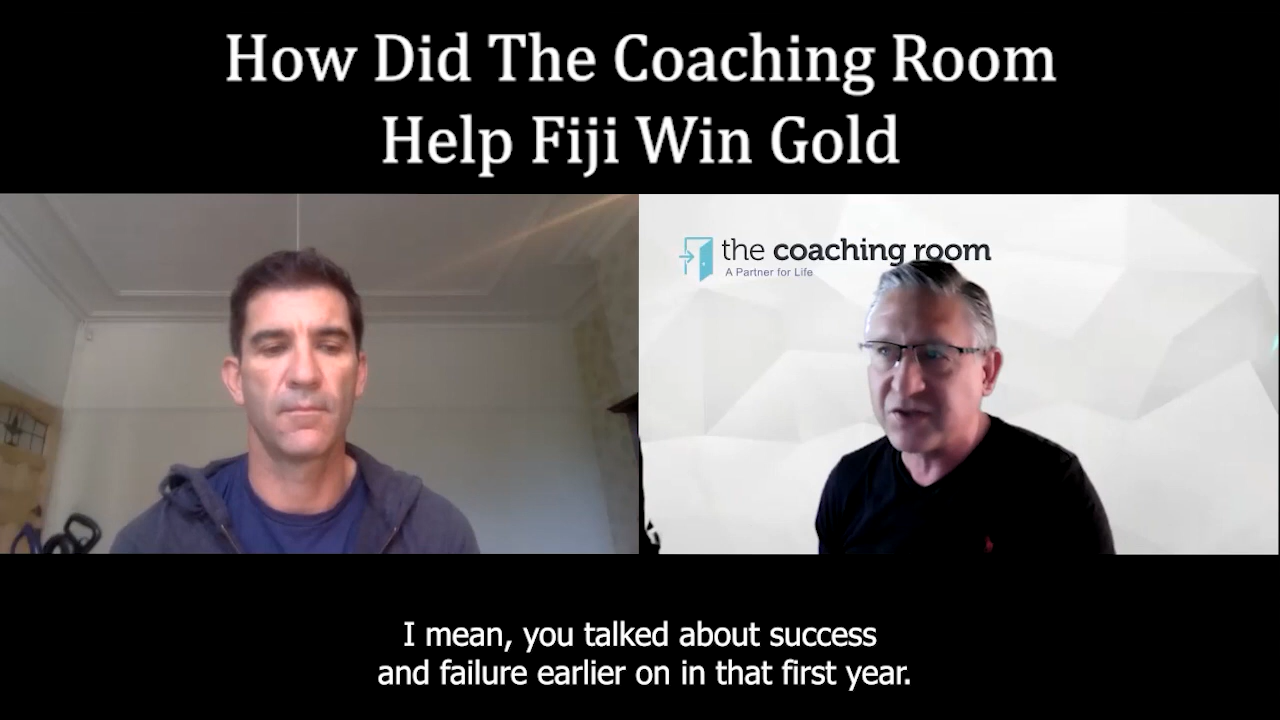 How Did The Coaching Room
Help Fiji Win Gold
the coaching room
A Partner for Life
I mean, you talked about success
and failure earlier on in that first year.